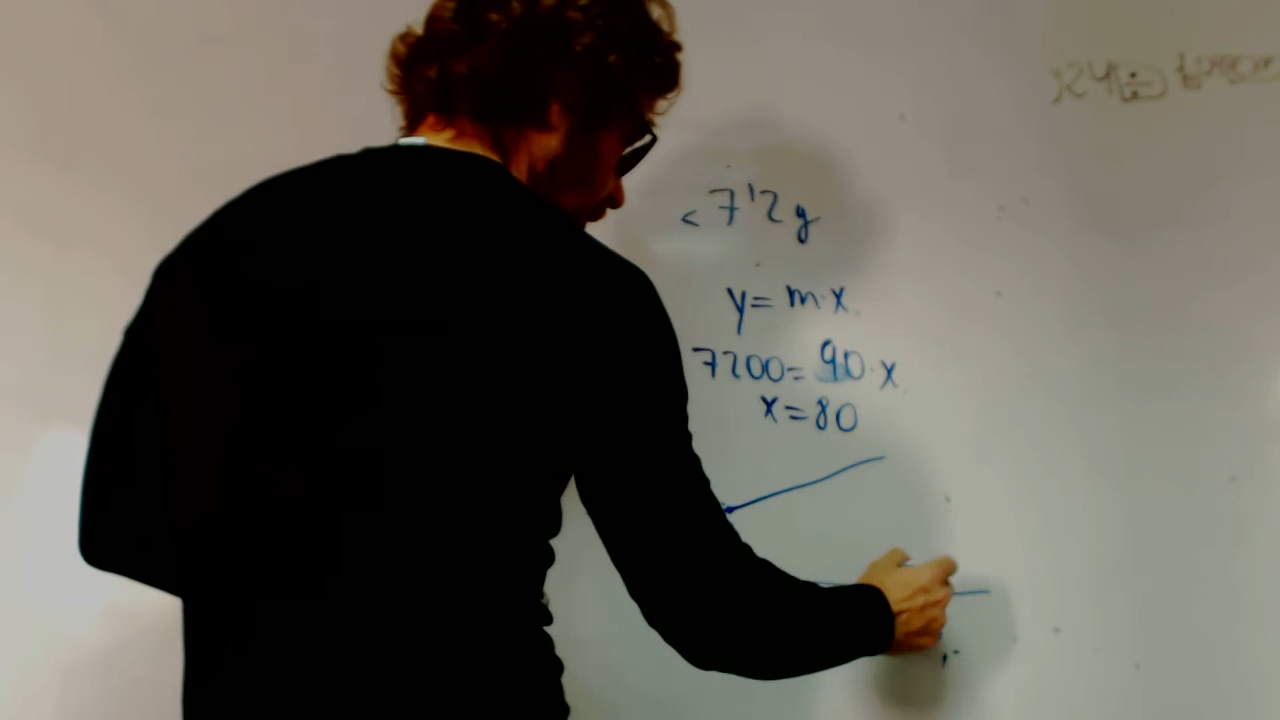 < 7'2 g
y = m·x
7200 = 90·x
x = 80